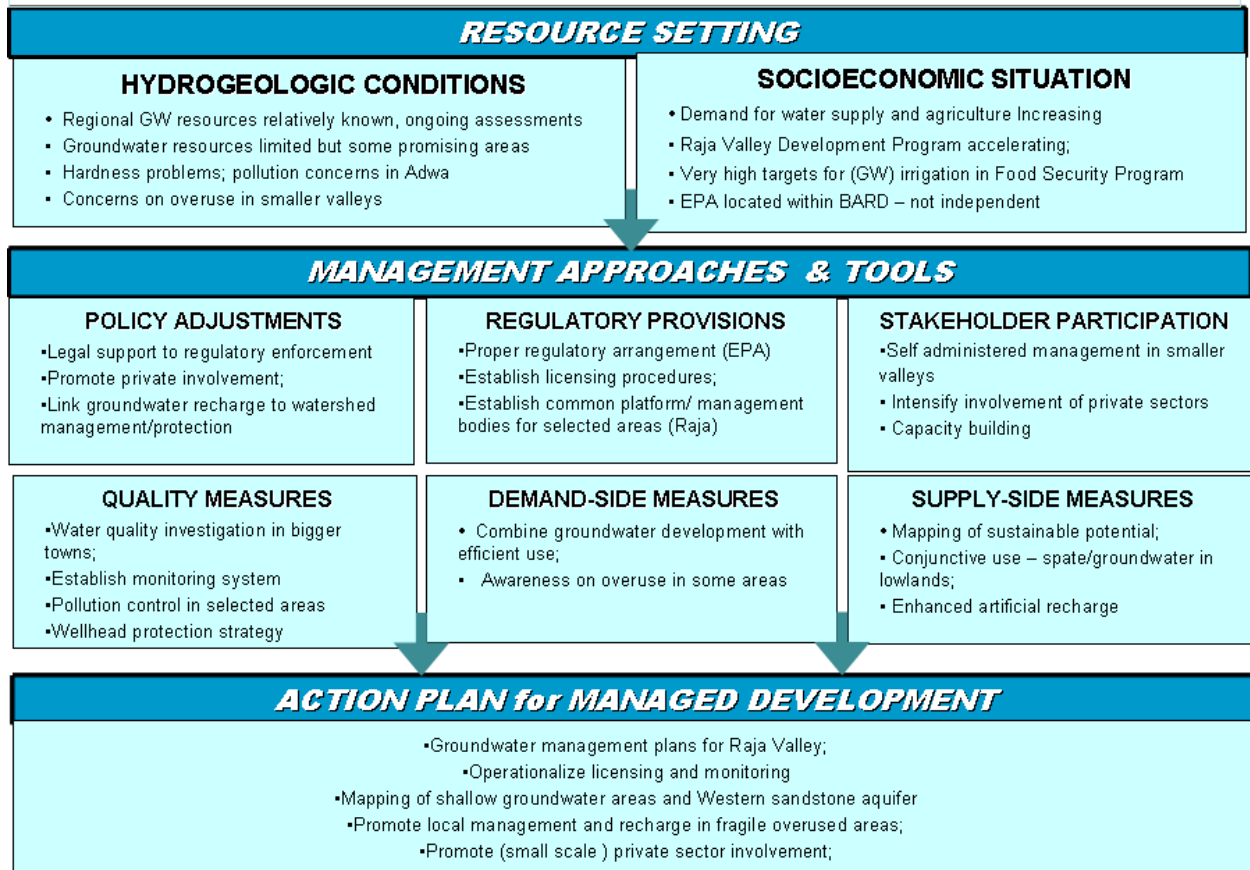 RESOURCE SETTING
HYDROGEOLOGIC CONDITIONS
• Regional GW resources relatively known, ongoing assessments
• Groundwater resources limited but some promising areas
• Hardness problems; pollution concerns in Adwa
• Concerns on overuse in smaller valleys
SOCIOECONOMIC SITUATION
• Demand for water supply and agriculture Increasing
• Raja Valley Development Program accelerating;
• Very high targets for (GW) irrigation in Food Security Program
• EPA located within BARD – not independent
MANAGEMENT APPROACHES & TOOLS
POLICY ADJUSTMENTS
▪Legal support to regulatory enforcement
▪Promote private involvement;
▪Link groundwater recharge to watershed
management/protection
REGULATORY PROVISIONS
▪Proper regulatory arrangement (EPA)
▪Establish licensing procedures;
▪Establish common platform/ management
bodies for selected areas (Raja)
STAKEHOLDER PARTICIPATION
▪Self administered management in smaller
valleys
▪ Intensify involvement of private sectors
▪ Capacity building
QUALITY MEASURES
▪Water quality investigation in bigger
towns;
▪Establish monitoring system
▪Pollution control in selected areas
▪Wellhead protection strategy
DEMAND-SIDE MEASURES
• Combine groundwater development with
efficient use;
• Awareness on overuse in some areas
SUPPLY-SIDE MEASURES
• Mapping of sustainable potential;
• Conjunctive use – spate/groundwater in
lowlands;
▪ Enhanced artificial recharge
ACTION PLAN for MANAGED DEVELOPMENT
▪Groundwater management plans for Raja Valley;
▪Operationalize licensing and monitoring
▪Mapping of shallow groundwater areas and Western sandstone aquifer
▪Promote local management and recharge in fragile overused areas;
▪Promote (small scale ) private sector involvement;